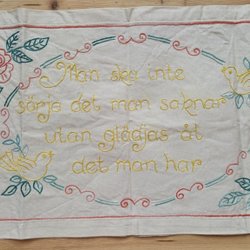 Man ska inte
sörja det man saknar
utan glädjas åt
det man har